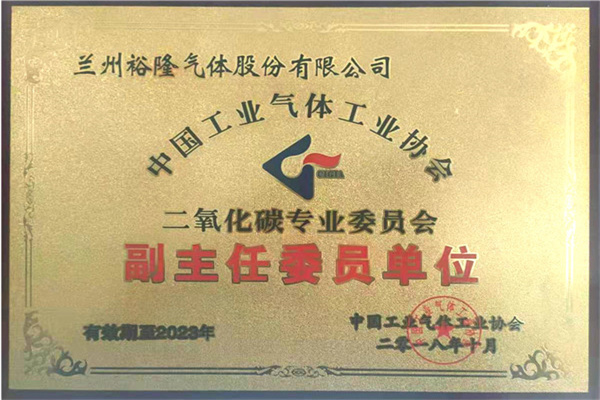 兰州裕隆气体股份有限公司
中国工业气体工业协会
CIGIA
二氧化碳专业委员会
副主任委员单位
有效期至2023年
中国工业气体工业协会
二零一八年十月